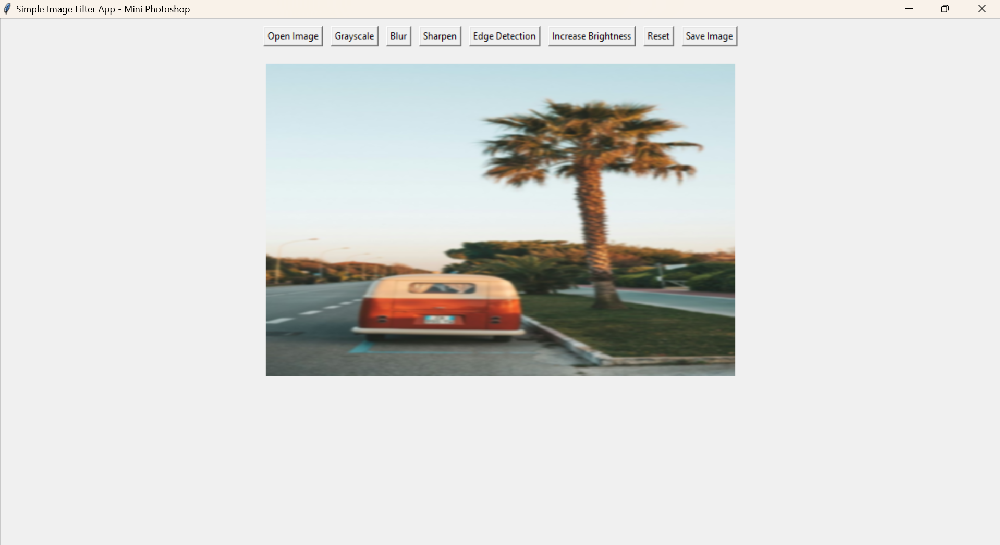 Simple Image Filter App - Mini Photoshop
Open Image Grayscale Blur Sharpen Edge Detection Increase Brightness Reset Save Image